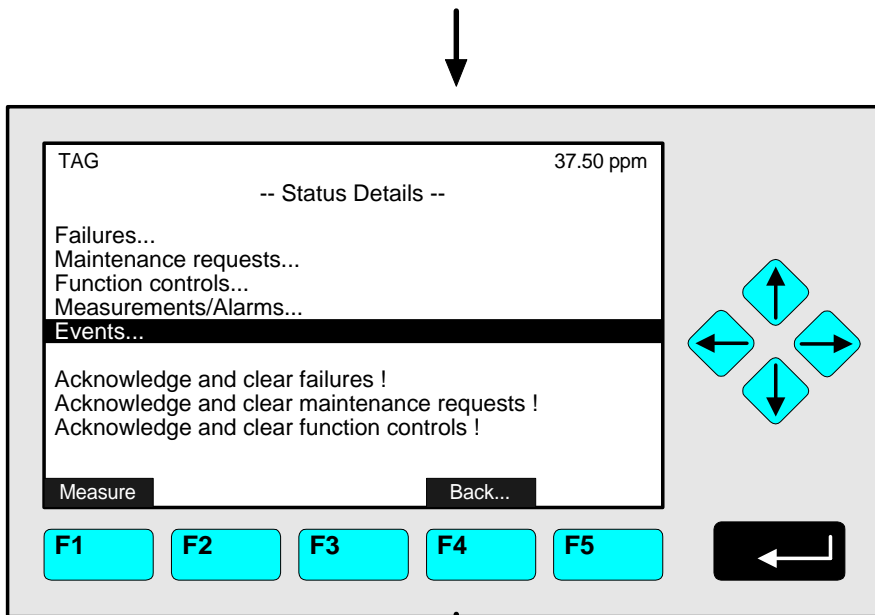 TAG 37.50 ppm
-- Status Details --
Failures...
Maintenance requests...
Function controls...
Measurements/Alarms...
Events...
Acknowledge and clear failures !
Acknowledge and clear maintenance requests !
Acknowledge and clear function controls !
Measure Back...
F1 F2 F3 F4 F5